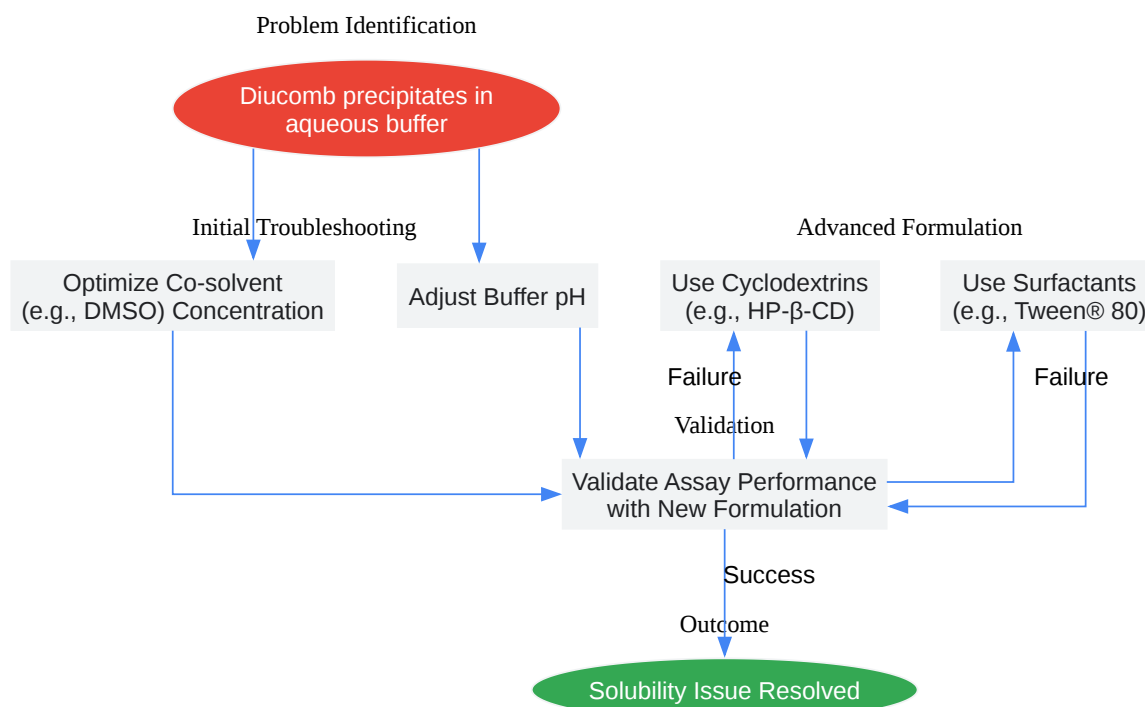 Problem Identification
Diucomb precipitates in
aqueous buffer
Initial Troubleshooting
Advanced Formulation
Optimize Co-solvent
(e.g., DMSO) Concentration
Adjust Buffer pH
Use Cyclodextrins
(e.g., HP-β-CD)
Use Surfactants
(e.g., Tween® 80)
Failure
Failure
Validation
Validate Assay Performance
with New Formulation
Success
Outcome
Solubility Issue Resolved